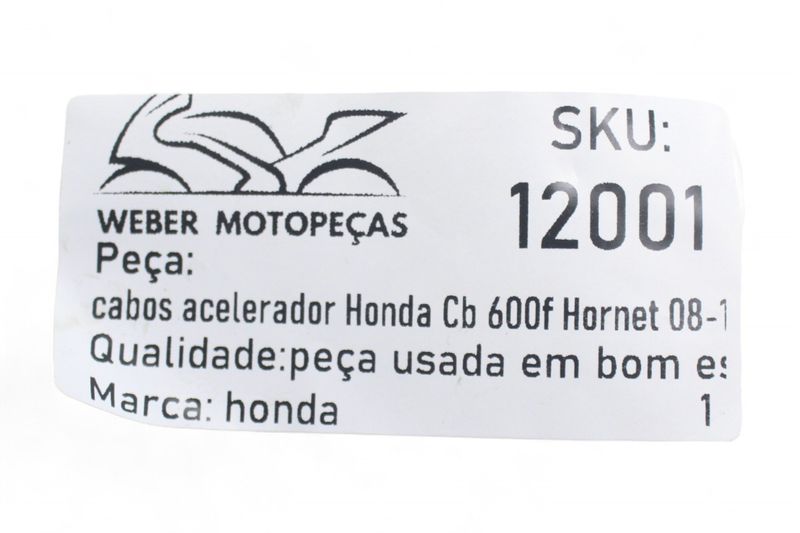 SKU:
12001
WEBER MOTOPEÇAS
Peça:
cabos acelerador Honda Cb 600f Hornet 08-1
Qualidade:peça usada em bom es
Marca: honda 1